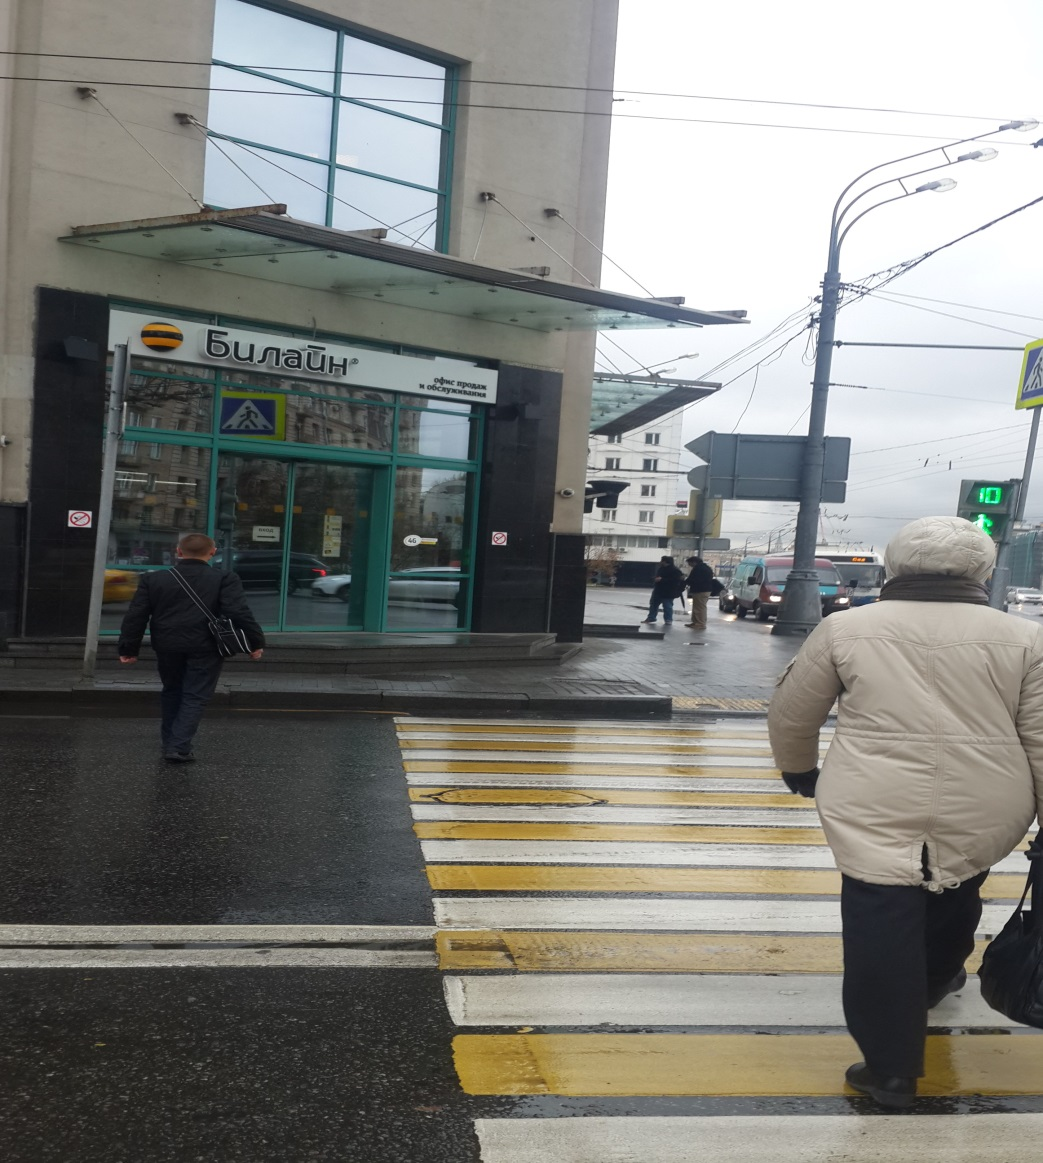 Билайн®
офис продаж
и обслуживания
4G
10